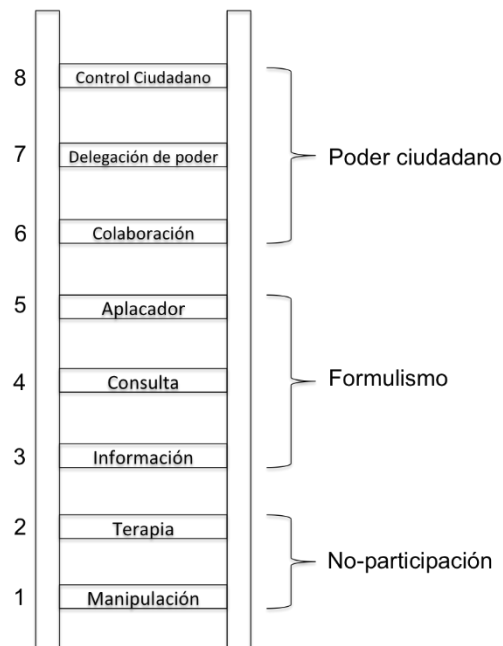 8 Control Ciudadano
7 Delegación de poder
Poder ciudadano
6 Colaboración
5 Aplacador
4 Consulta
Formulismo
3 Información
2 Terapia
No-participación
1 Manipulación